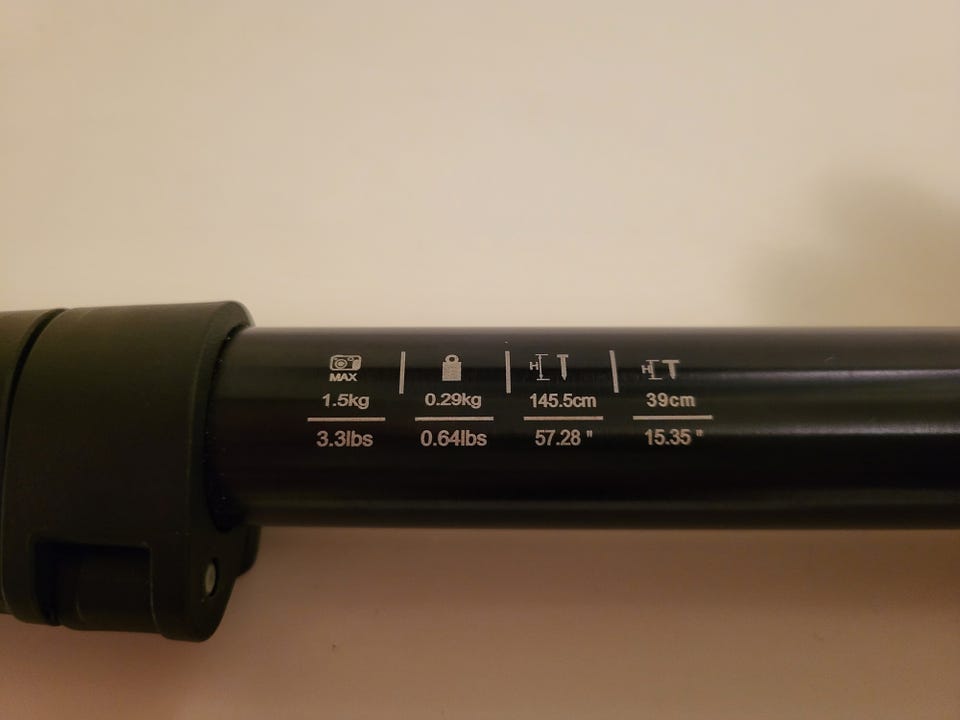 MAX
1.5kg 0.29kg 145.5cm 39cm
3.3lbs 0.64lbs 57.28 " 15.35 "
H H